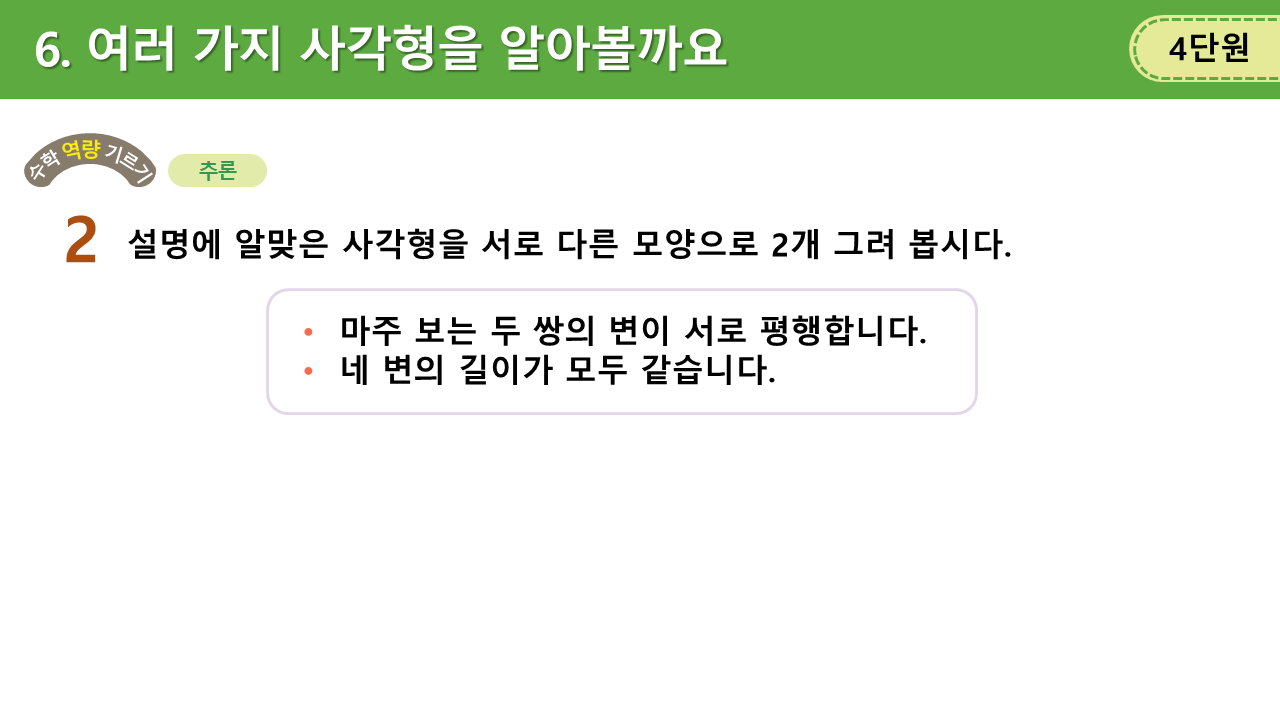 6. 여러 가지 사각형을 알아볼까요
4단원
수학 역량 기르기
추론
2 설명에 알맞은 사각형을 서로 다른 모양으로 2개 그려 봅시다.
• 마주 보는 두 쌍의 변이 서로 평행합니다.
• 네 변의 길이가 모두 같습니다.